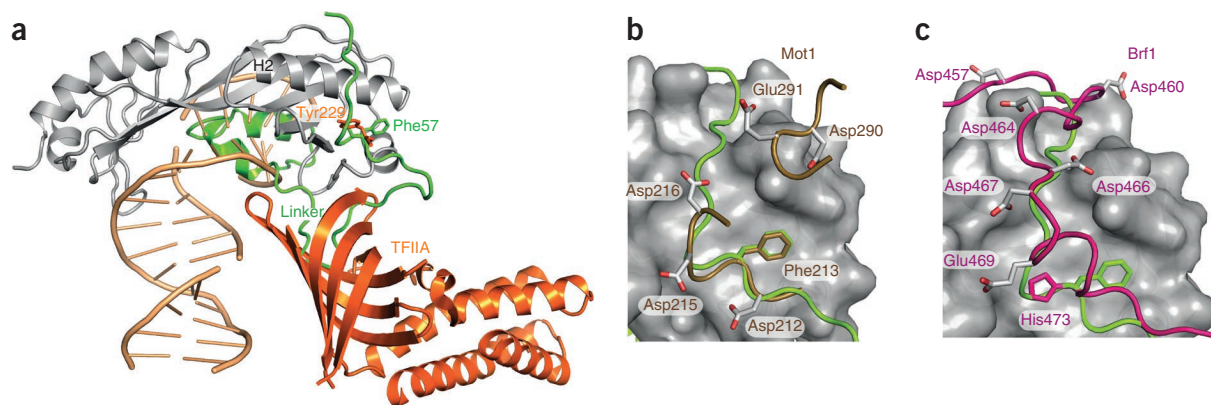 a
H2
Tyr229
Phe57
Linker
TFIIA
b
Mot1
Glu291
Asp290
Asp216
Phe213
Asp215
Asp212
c
Brf1
Asp457
Asp460
Asp464
Asp467
Asp466
Glu469
His473